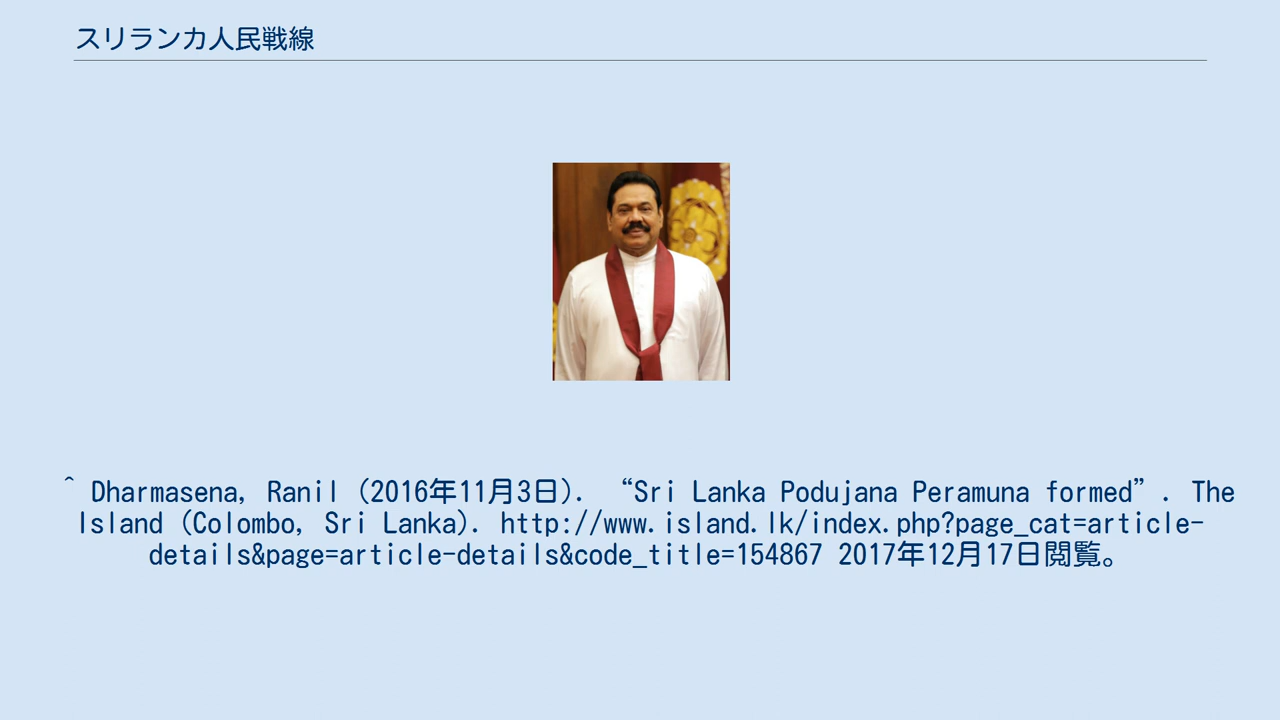 スリランカ人民戦線
^ Dharmasena, Ranil (2016年11月3日). “Sri Lanka Podujana Peramuna formed”. The
Island (Colombo, Sri Lanka). http://www.island.lk/index.php?page_cat=article-
details&page=article-details&code_title=154867 2017年12月17日閲覧。